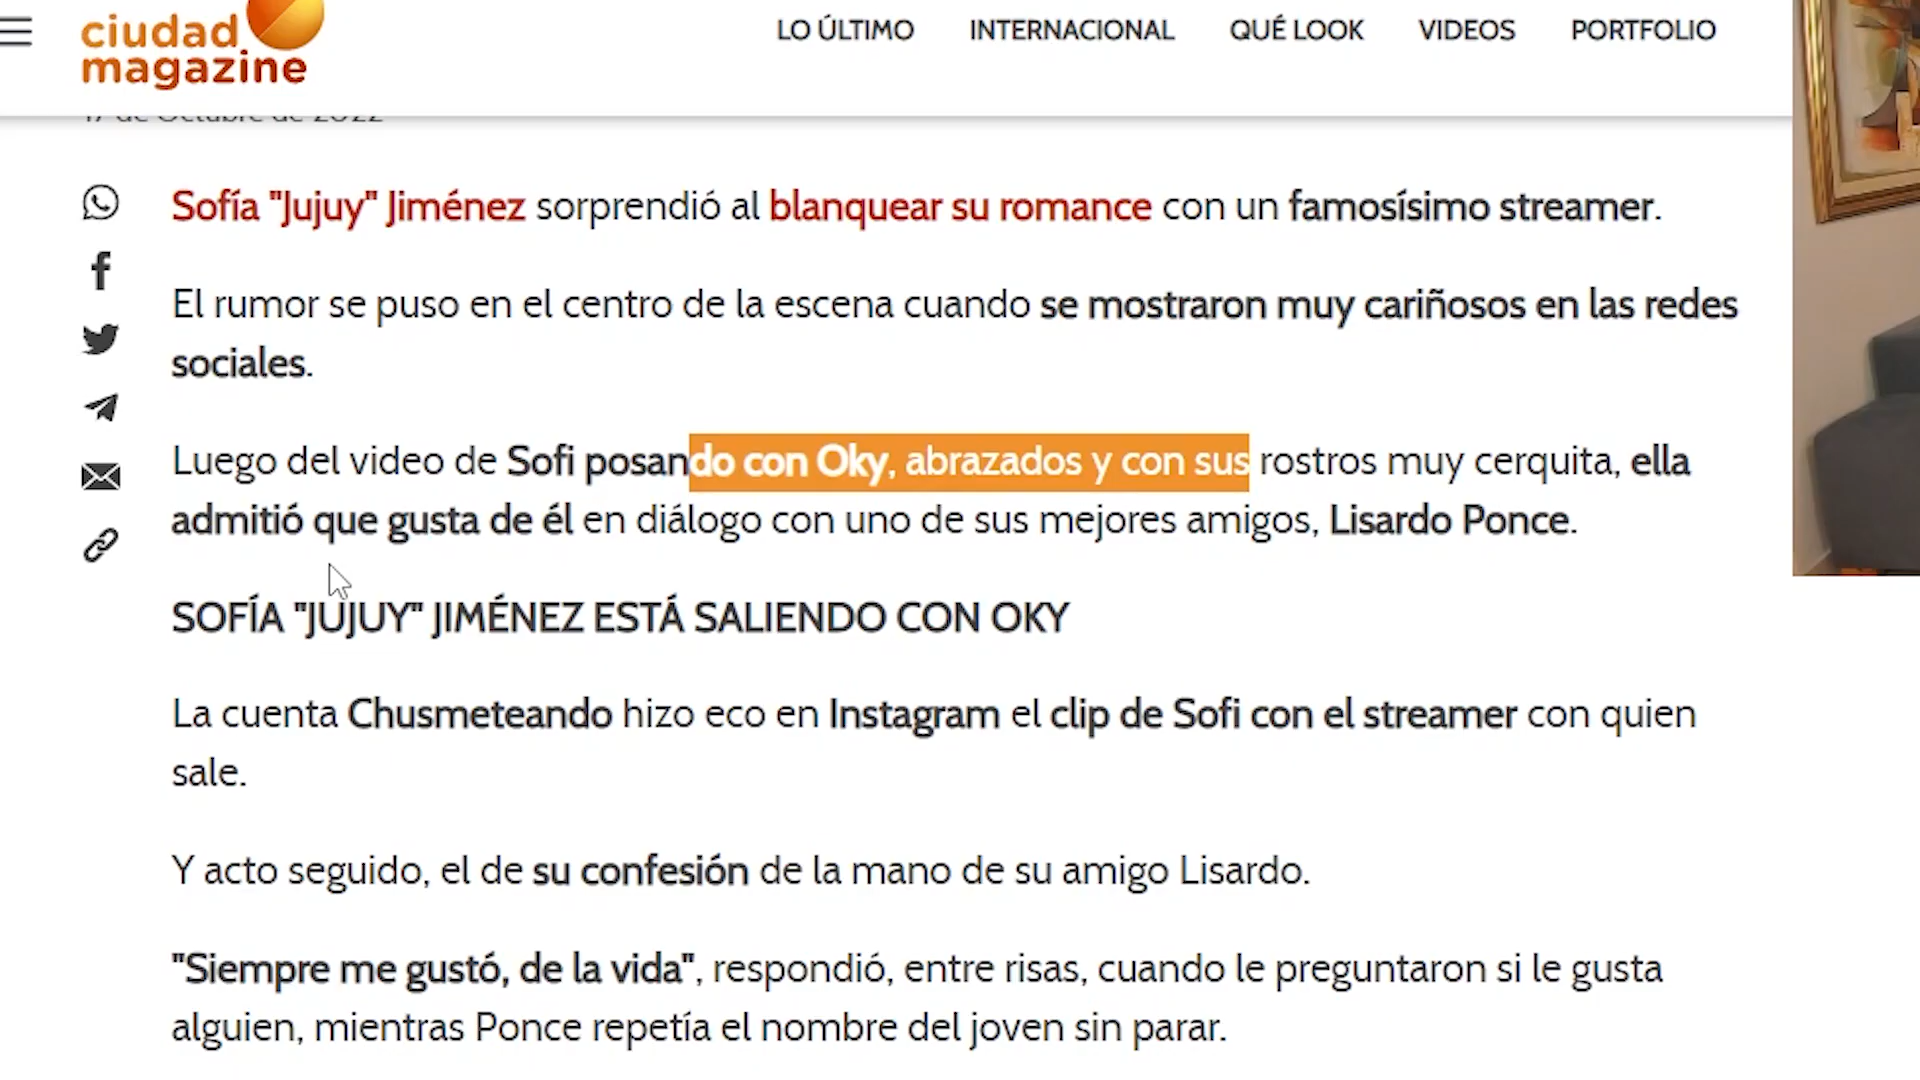 ciudad
magazine
LO ÚLTIMO INTERNACIONAL QUÉ LOOK VIDEOS PORTFOLIO
17 de Octubre de 2022
Sofía "Jujuy" Jiménez sorprendió al blanquear su romance con un famosísimo streamer.
El rumor se puso en el centro de la escena cuando se mostraron muy cariñosos en las redes
sociales.
Luego del video de Sofi posando con Oky, abrazados y con sus rostros muy cerquita, ella
admitió que gusta de él en diálogo con uno de sus mejores amigos, Lisardo Ponce.
SOFÍA "JUJUY" JIMÉNEZ ESTÁ SALIENDO CON OKY
La cuenta Chusmeteando hizo eco en Instagram el clip de Sofi con el streamer con quien
sale.
Y acto seguido, el de su confesión de la mano de su amigo Lisardo.
"Siempre me gustó, de la vida", respondió, entre risas, cuando le preguntaron si le gusta
alguien, mientras Ponce repetía el nombre del joven sin parar.